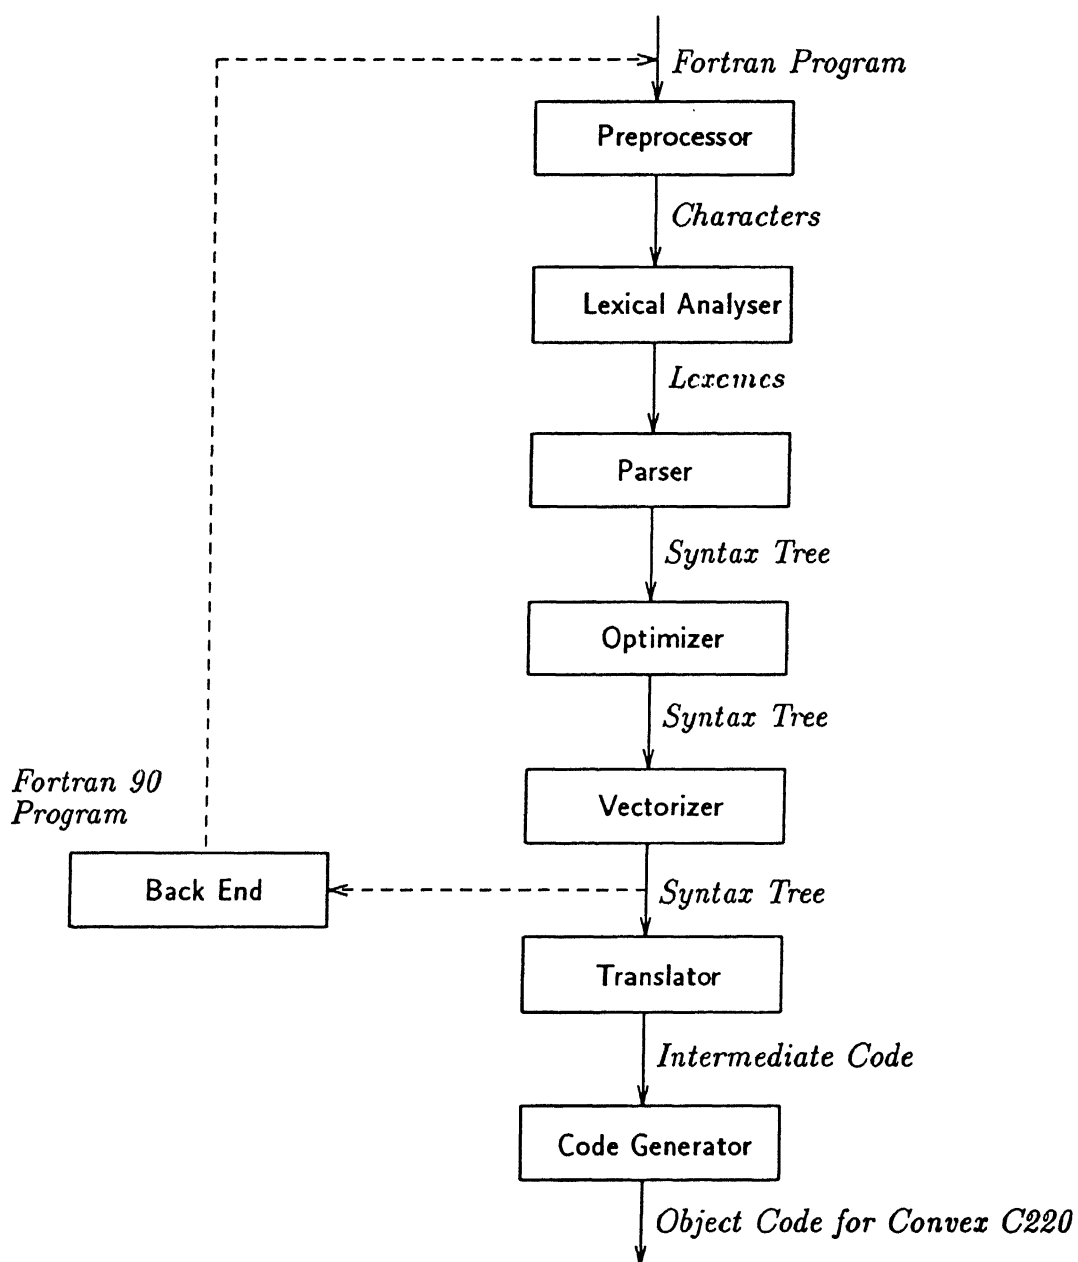 Fortran Program
Preprocessor
Characters
Lexical Analyser
Lexemes
Parser
Syntax Tree
Optimizer
Syntax Tree
Vectorizer
Fortran 90
Program
Back End
Syntax Tree
Translator
Intermediate Code
Code Generator
Object Code for Convex C220